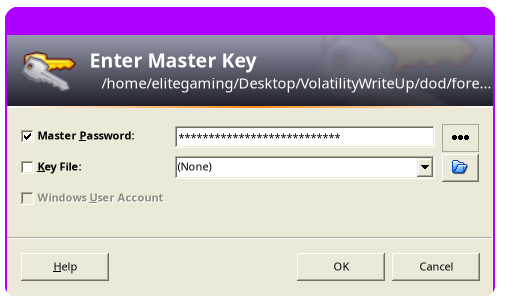 Enter Master Key
/home/elitegaming/Desktop/VolatilityWriteUp/dod/fore...
Master Password: *************************** •••
Key File: (None)
Windows User Account
Help OK Cancel